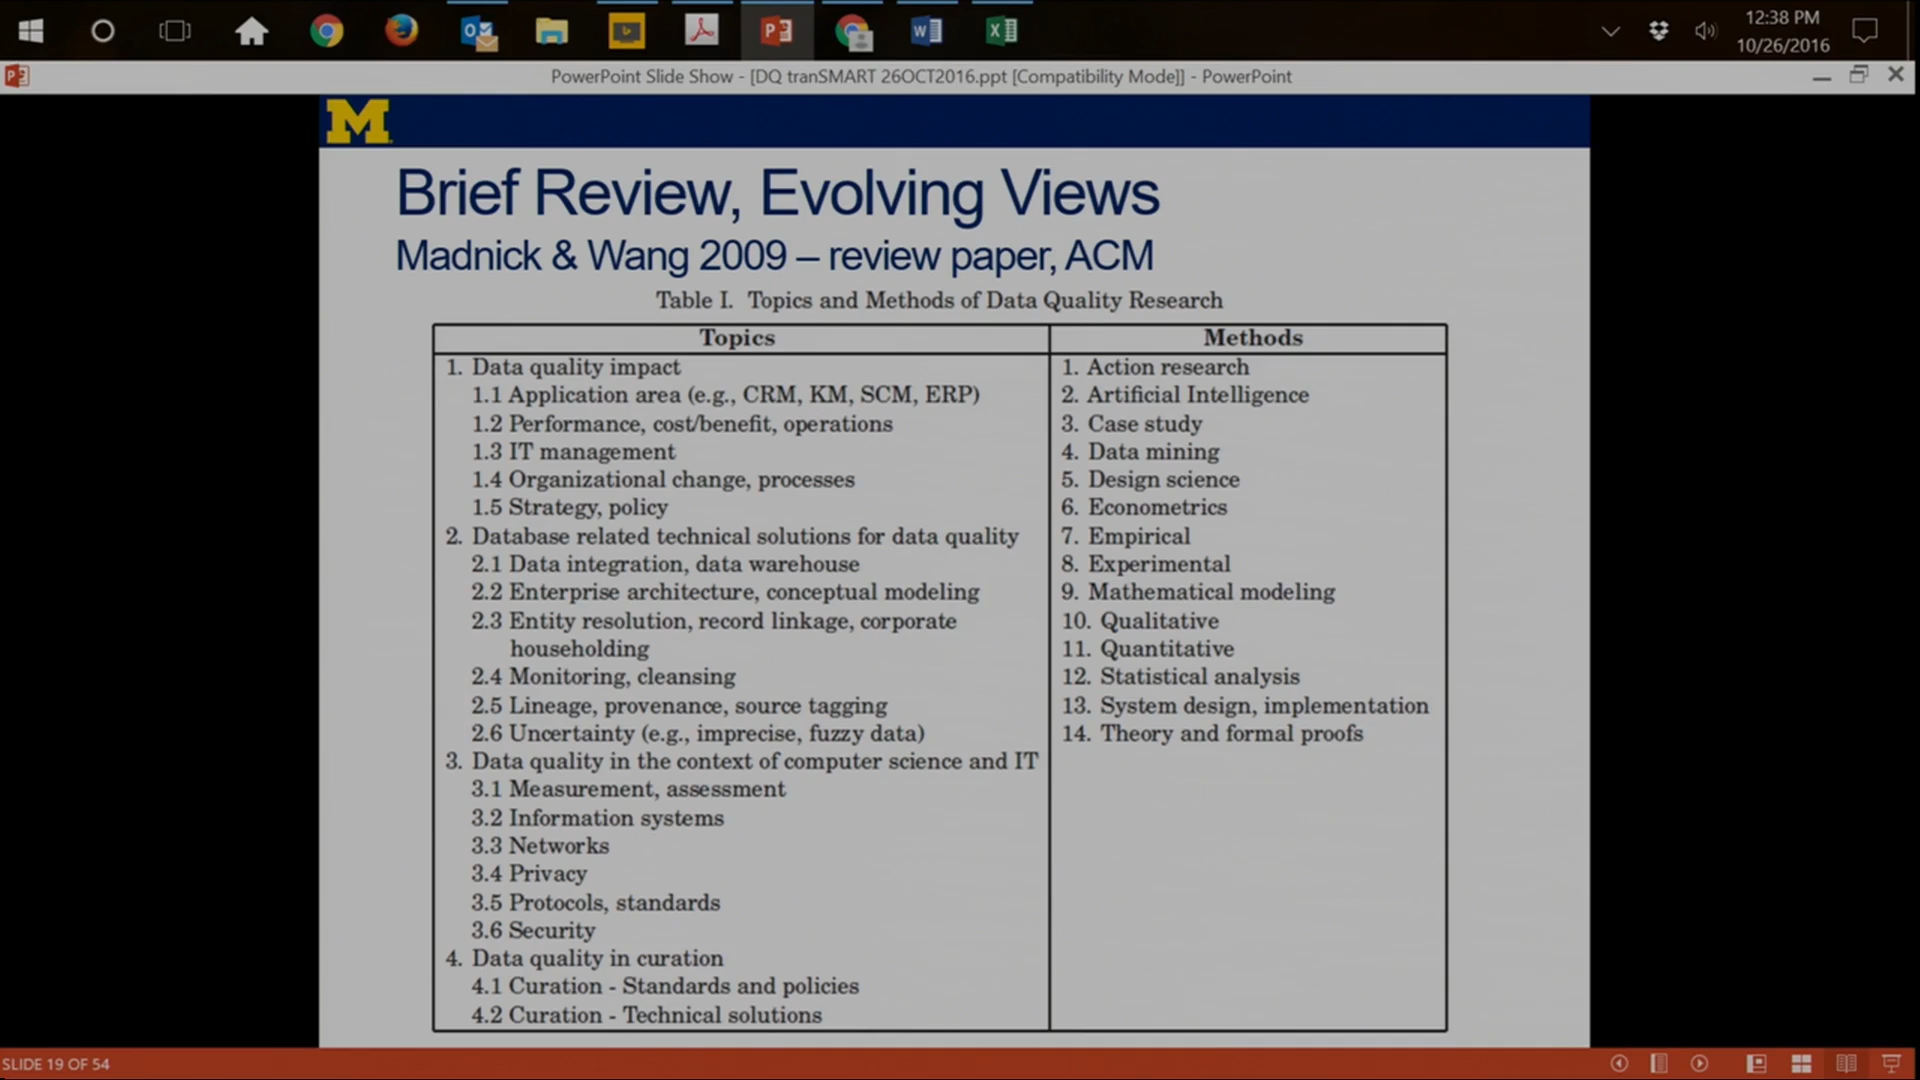 12:38 PM
10/26/2016
PowerPoint Slide Show - [DQ tranSMART 26OCT2016.ppt [Compatibility Mode]] - PowerPoint
M
Brief Review, Evolving Views
Madnick & Wang 2009 – review paper, ACM
Table I. Topics and Methods of Data Quality Research
Topics
1. Data quality impact
1.1 Application area (e.g., CRM, KM, SCM, ERP)
1.2 Performance, cost/benefit, operations
1.3 IT management
1.4 Organizational change, processes
1.5 Strategy, policy
2. Database related technical solutions for data quality
2.1 Data integration, data warehouse
2.2 Enterprise architecture, conceptual modeling
2.3 Entity resolution, record linkage, corporate
householding
2.4 Monitoring, cleansing
2.5 Lineage, provenance, source tagging
2.6 Uncertainty (e.g., imprecise, fuzzy data)
3. Data quality in the context of computer science and IT
3.1 Measurement, assessment
3.2 Information systems
3.3 Networks
3.4 Privacy
3.5 Protocols, standards
3.6 Security
4. Data quality in curation
4.1 Curation - Standards and policies
4.2 Curation - Technical solutions
Methods
1. Action research
2. Artificial Intelligence
3. Case study
4. Data mining
5. Design science
6. Econometrics
7. Empirical
8. Experimental
9. Mathematical modeling
10. Qualitative
11. Quantitative
12. Statistical analysis
13. System design, implementation
14. Theory and formal proofs
SLIDE 19 OF 54